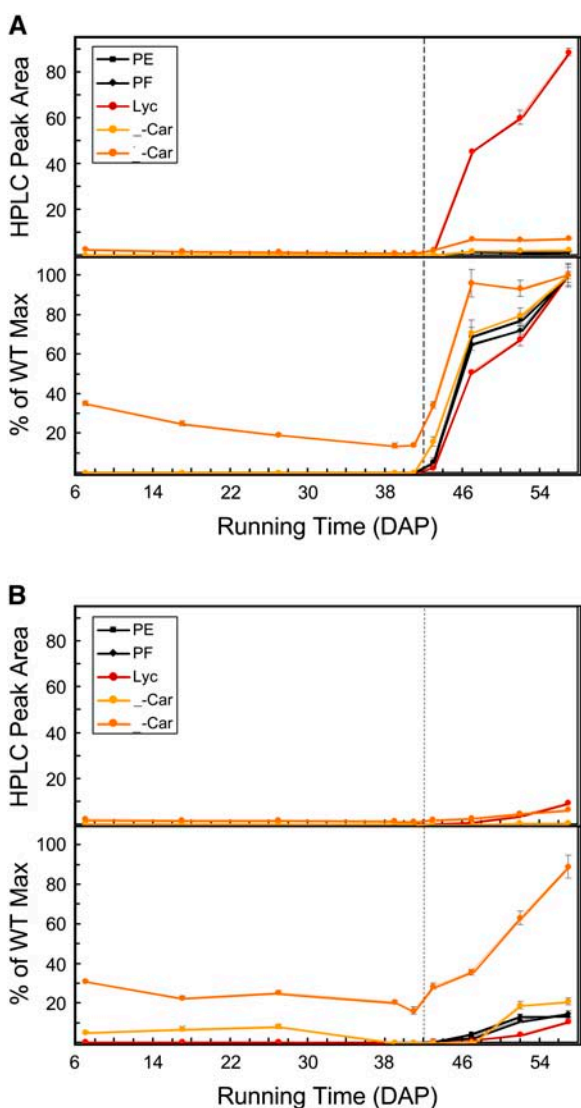 A
HPLC Peak Area
80
60
40
20
PE
PF
Lyc
_-Car
_-Car
% of WT Max
100
80
60
40
20
6 14 22 30 38 46 54
Running Time (DAP)
B
HPLC Peak Area
80
60
40
20
PE
PF
Lyc
_-Car
_-Car
% of WT Max
100
80
60
40
20
6 14 22 30 38 46 54
Running Time (DAP)